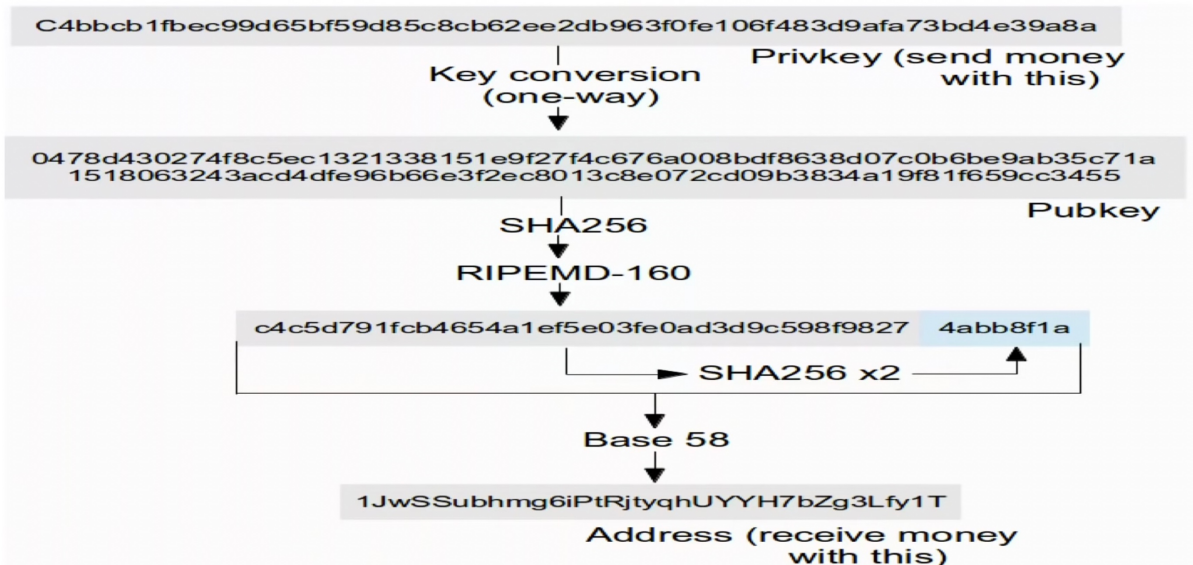 C4bbcb1fbec99d65bf59d85c8cb62ee2db963f0fe106f483d9afa73bd4e39a8a
Privkey (send money
with this)
Key conversion
(one-way)
0478d430274f8c5ec1321338151e9f27f4c676a008bdf8638d07c0b6be9ab35c71a
1518063243acd4dfe96b66e3f2ec8013c8e072cd09b3834a19f81f659cc3455
Pubkey
SHA256
RIPEMD-160
c4c5d791fcb4654a1ef5e03fe0ad3d9c598f9827 4abb8f1a
SHA256 x2
Base 58
1JwSSubhmg6iPtRjtyqhUYYH7bZg3Lfy1T
Address (receive money
with this)